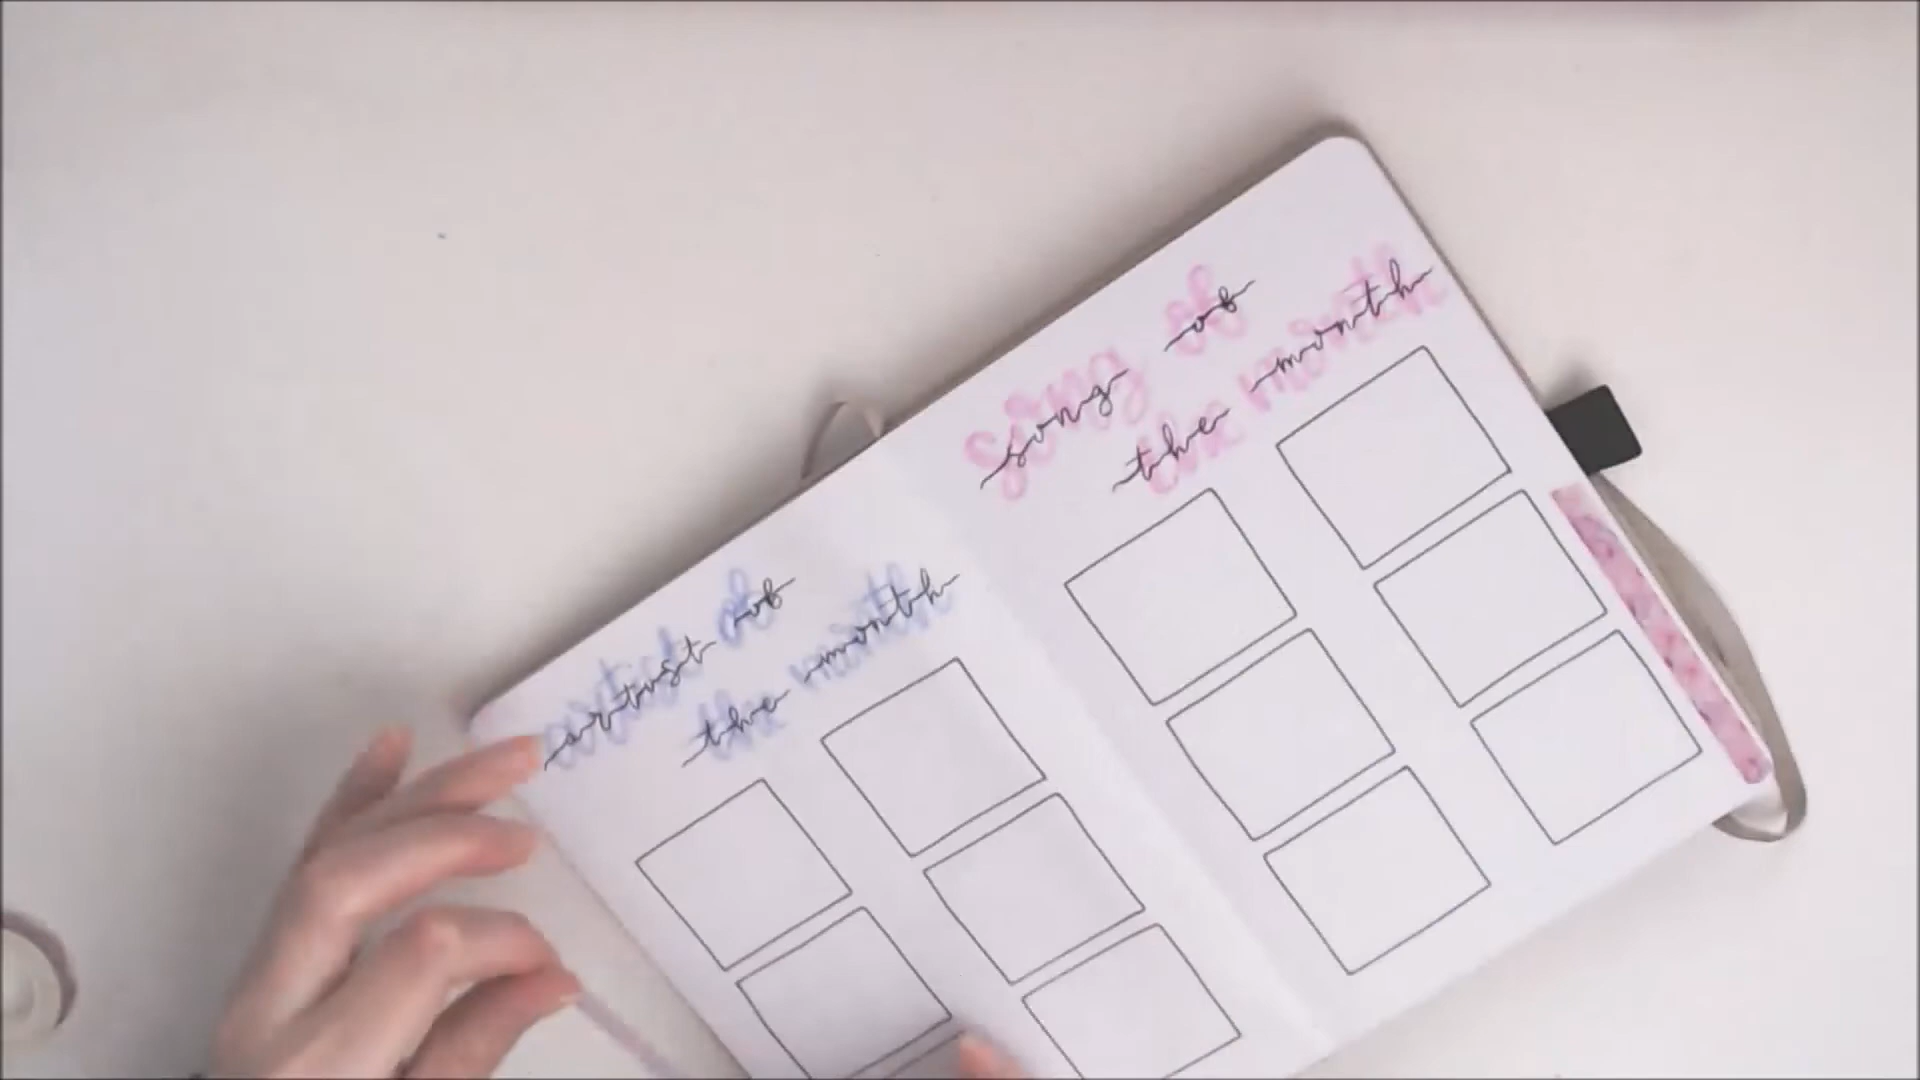 artist of
the month
song of
the month